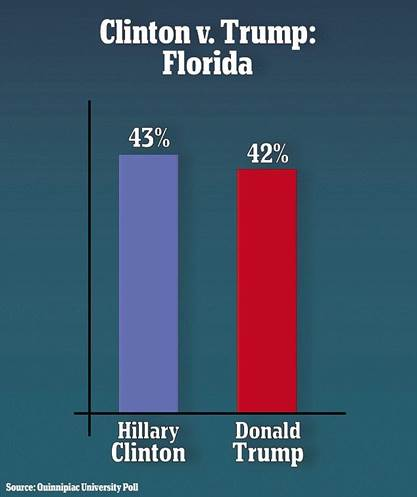 Clinton v. Trump:
Florida
43%
42%
Hillary
Clinton
Donald
Trump
Source: Quinnipiac University Poll